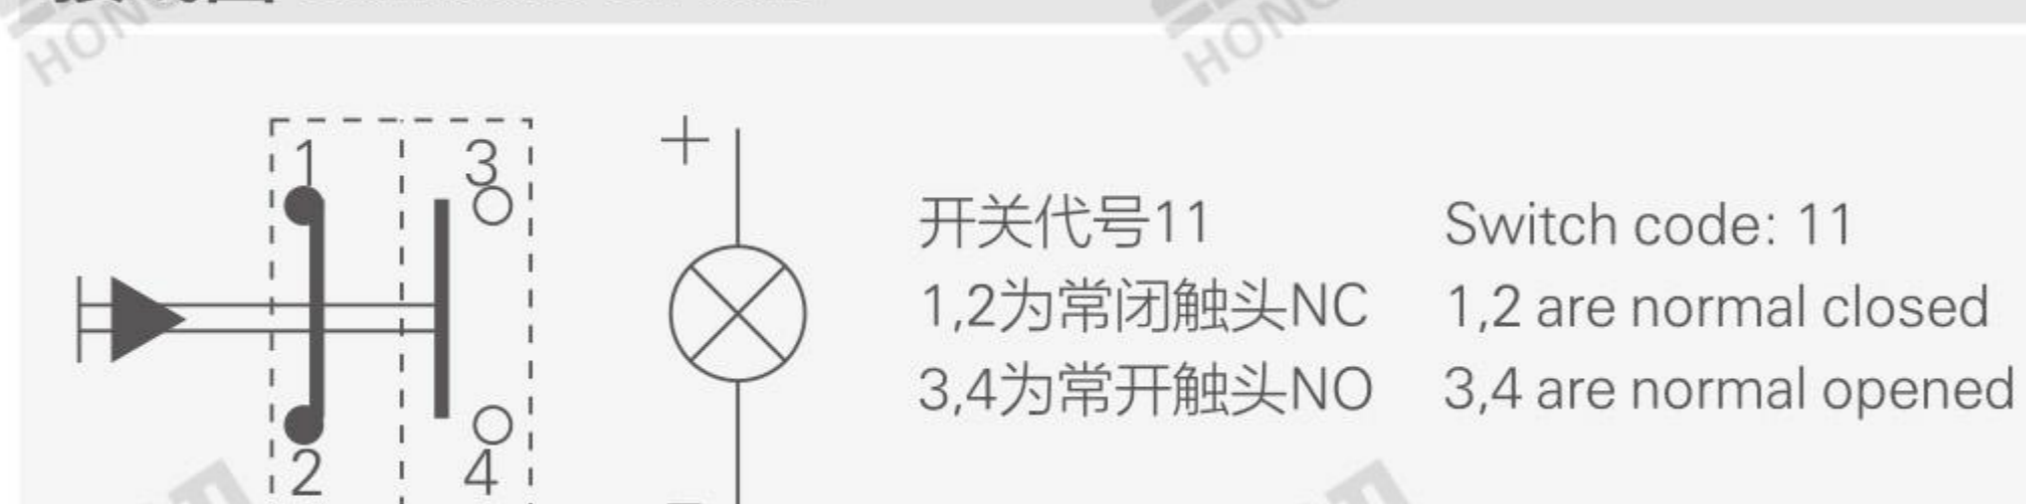 1
3
+
开关代号11
Switch code: 11
1,2为常闭触头NC
1,2 are normal closed
3,4为常开触头NO
3,4 are normal opened
2
4